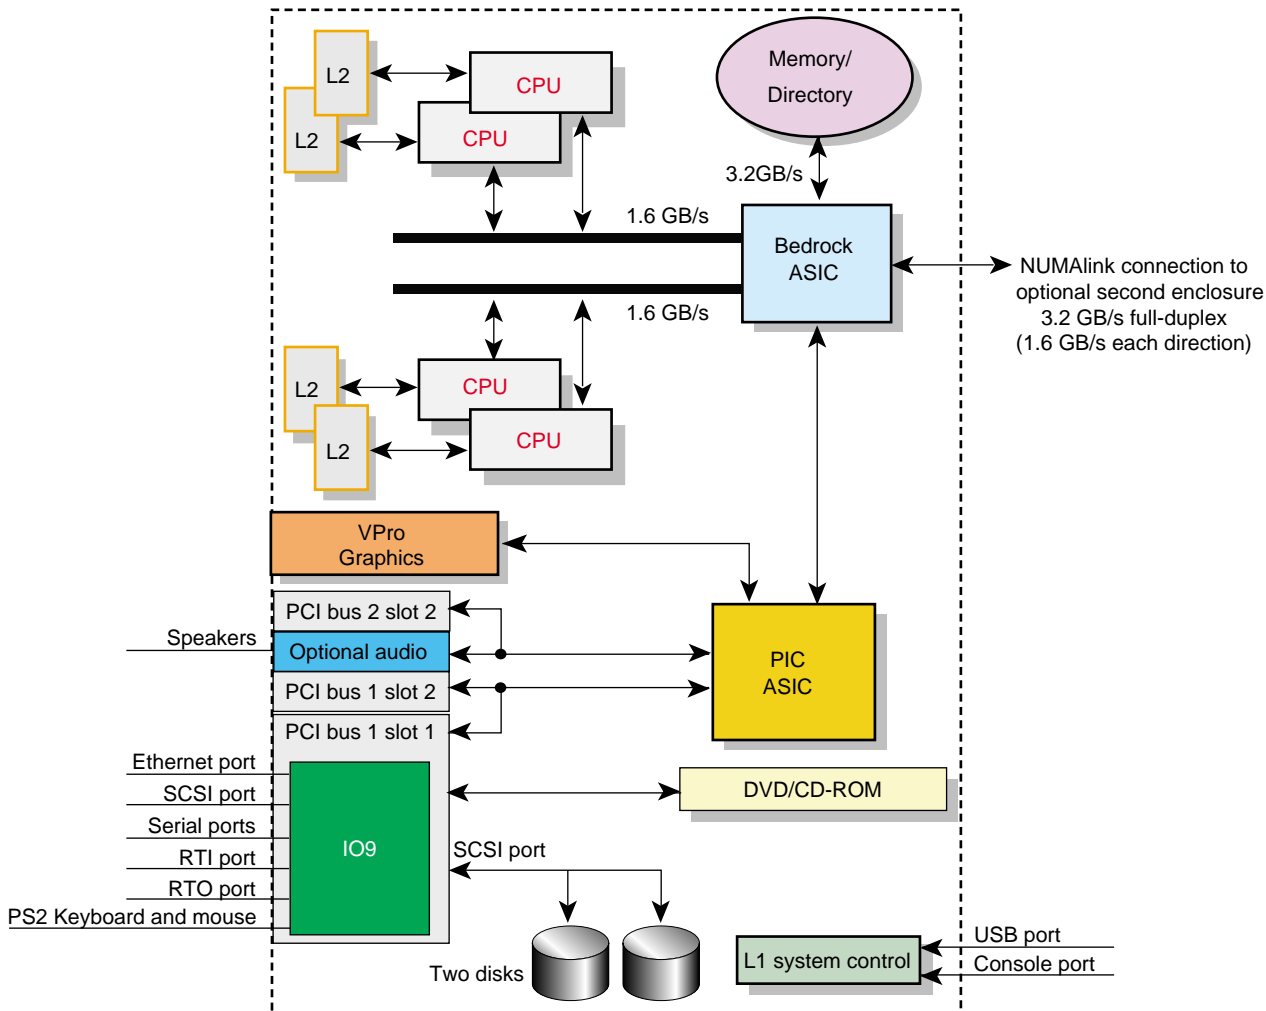 L2
CPU
L2
CPU
Memory/
Directory
3.2GB/s
1.6 GB/s
Bedrock
ASIC
NUMAlink connection to
optional second enclosure
3.2 GB/s full-duplex
(1.6 GB/s each direction)
1.6 GB/s
L2
CPU
L2
CPU
VPro
Graphics
PCI bus 2 slot 2
Speakers
Optional audio
PCI bus 1 slot 2
PCI bus 1 slot 1
PIC
ASIC
Ethernet port
SCSI port
Serial ports
RTI port
RTO port
PS2 Keyboard and mouse
IO9
DVD/CD-ROM
SCSI port
Two disks
L1 system control
USB port
Console port